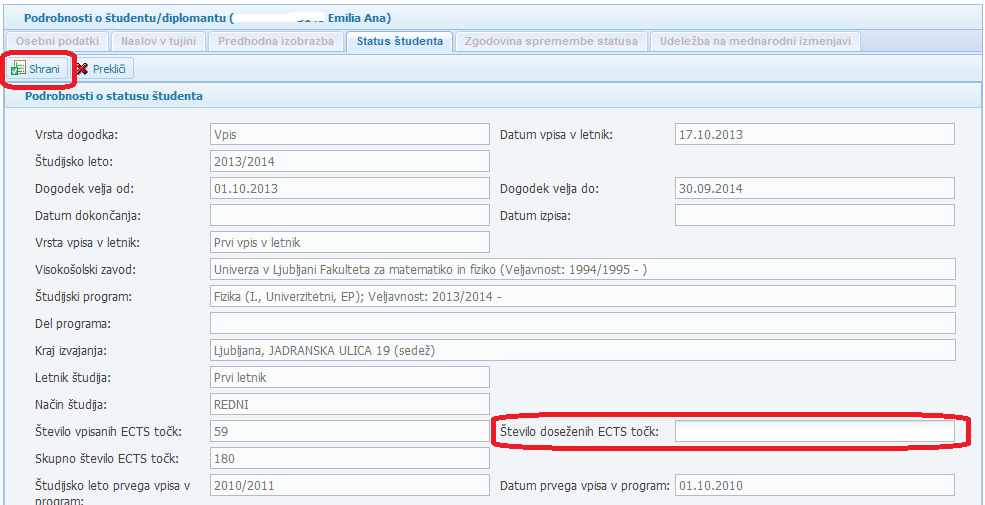 Podrobnosti o študentu/diplomantu ( Emilia Ana)
Osebni podatki Naslov v tujini Predhodna izobrazba Status študenta Zgodovina spremembe statusa Udeležba na mednarodni izmenjavi
Shrani Prekliči
Podrobnosti o statusu študenta
Vrsta dogodka: Vpis Datum vpisa v letnik: 17.10.2013
Študijsko leto: 2013/2014
Dogodek velja od: 01.10.2013 Dogodek velja do: 30.09.2014
Datum dokončanja: Datum izpisa:
Vrsta vpisa v letnik: Prvi vpis v letnik
Visokošolski zavod: Univerza v Ljubljani Fakulteta za matematiko in fiziko (Veljavnost: 1994/1995 - )
Študijski program: Fizika (I., Univerzitetni, EP); Veljavnost: 2013/2014 -
Del programa:
Kraj izvajanja: Ljubljana, JADRANSKA ULICA 19 (sedež)
Letnik študija: Prvi letnik
Način študija: REDNI
Število vpisanih ECTS točk: 59 Število doseženih ECTS točk:
Skupno število ECTS točk: 180
Študijsko leto prvega vpisa v 2010/2011 Datum prvega vpisa v program: 01.10.2010
program: